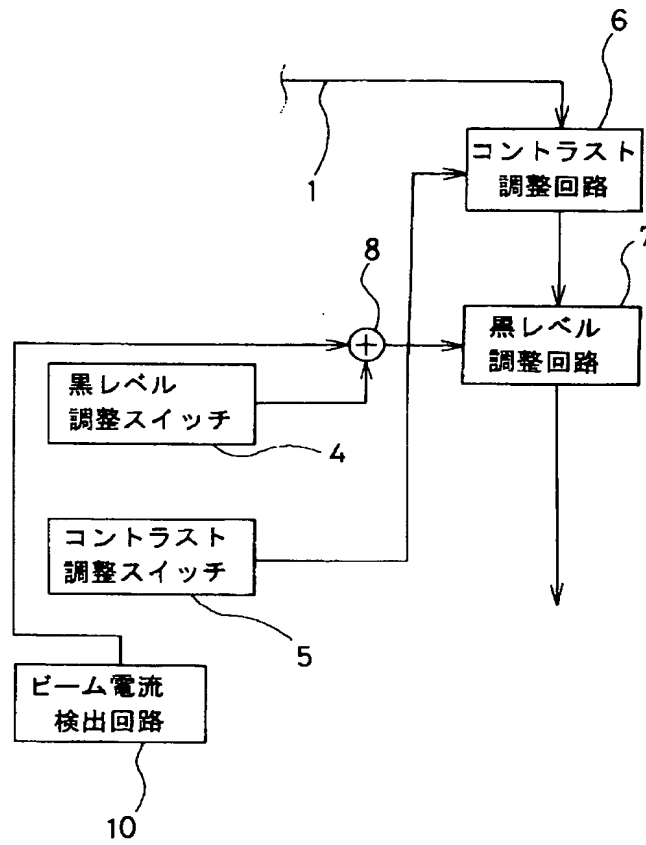 6
1
コントラスト
調整回路
7
8
黒レベル
調整回路
黒レベル
調整スイッチ
4
コントラスト
調整スイッチ
5
ビーム電流
検出回路
10